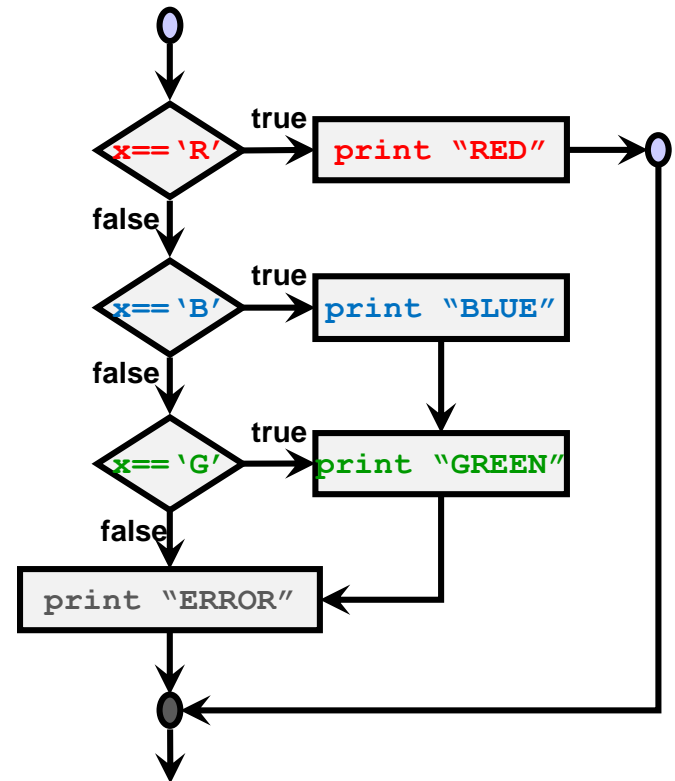 true
x==‘R’
print “RED”
false
true
x==‘B’
print “BLUE”
false
true
x==‘G’
print “GREEN”
false
print “ERROR”